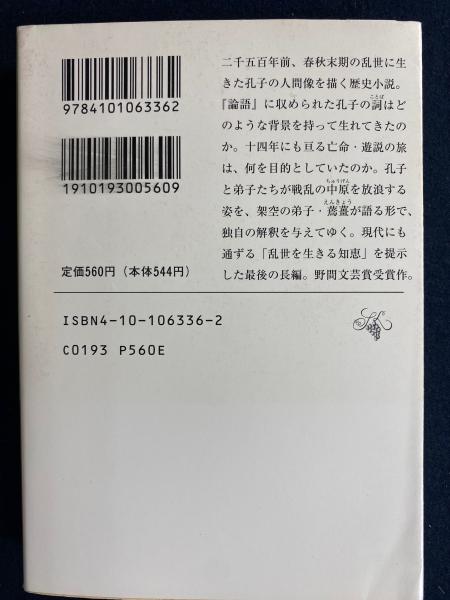 二千五百年前、春秋末期の乱世に生
きた孔子の人間像を描く歴史小説。
『論語』に収められた孔子の詞はど
のような背景を持って生れてきたの
か。十四年にも亘る亡命・遊説の旅
は、何を目的としていたのか。孔子
と弟子たちが戦乱の中原を放浪する
姿を、架空の弟子・蔫薑が語る形で、
独自の解釈を与えてゆく。現代にも
通ずる「乱世を生きる知恵」を提示
した最後の長編。野間文芸賞受賞作。
9784101063362
1910193005609
定価560円（本体544円）
ISBN4-10-106336-2
C0193 P560E